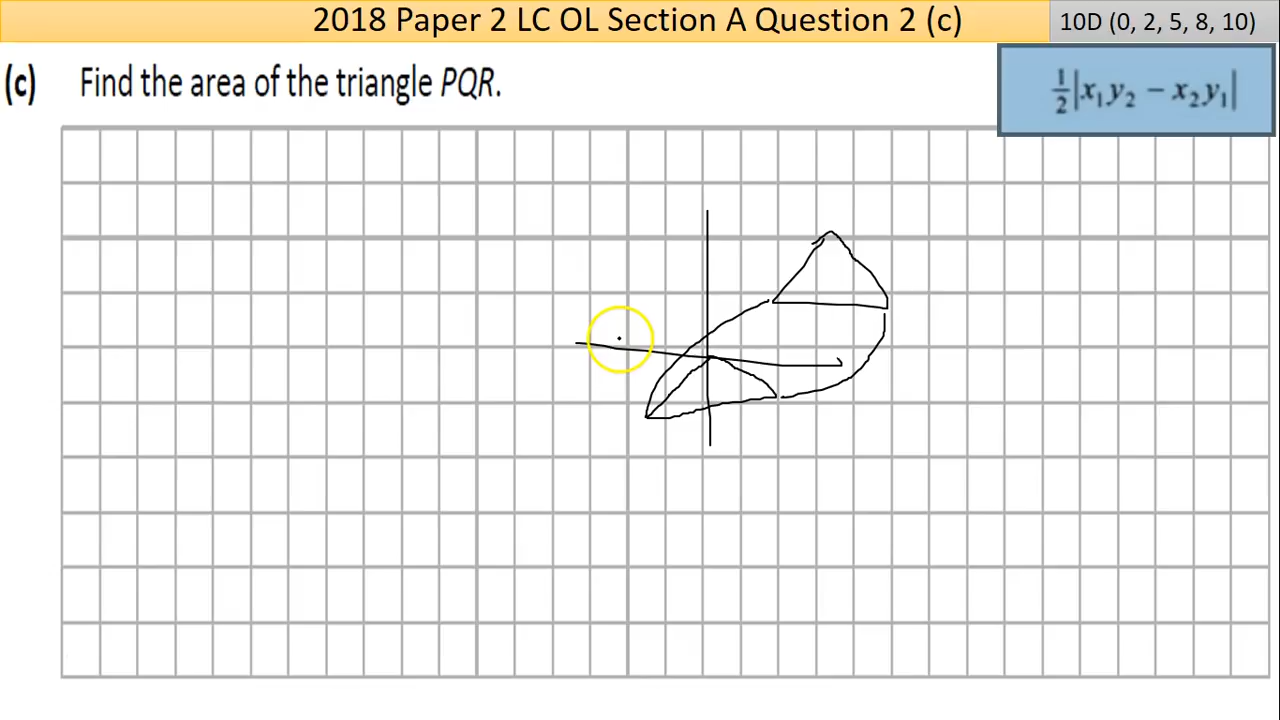 2018 Paper 2 LC OL Section A Question 2 (c)
10D (0, 2, 5, 8, 10)
(c) Find the area of the triangle PQR.
½|x₁y₂ − x₂y₁|